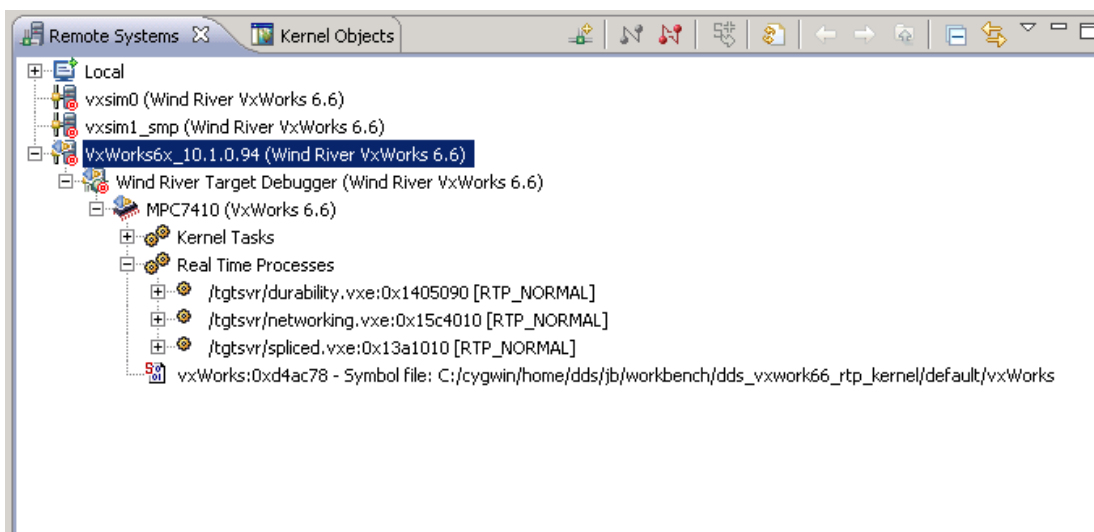 Remote Systems Kernel Objects
Local
vxsim0 (Wind River VxWorks 6.6)
vxsim1_smp (Wind River VxWorks 6.6)
VxWorks6x_10.1.0.94 (Wind River VxWorks 6.6)
Wind River Target Debugger (Wind River VxWorks 6.6)
MPC7410 (VxWorks 6.6)
Kernel Tasks
Real Time Processes
/tgtsvr/durability.vxe:0x1405090 [RTP_NORMAL]
/tgtsvr/networking.vxe:0x15c4010 [RTP_NORMAL]
/tgtsvr/spliced.vxe:0x13a1010 [RTP_NORMAL]
vxWorks:0xd4ac78 - Symbol file: C:/cygwin/home/dds/jb/workbench/dds_vxwork66_rtp_kernel/default/vxWorks